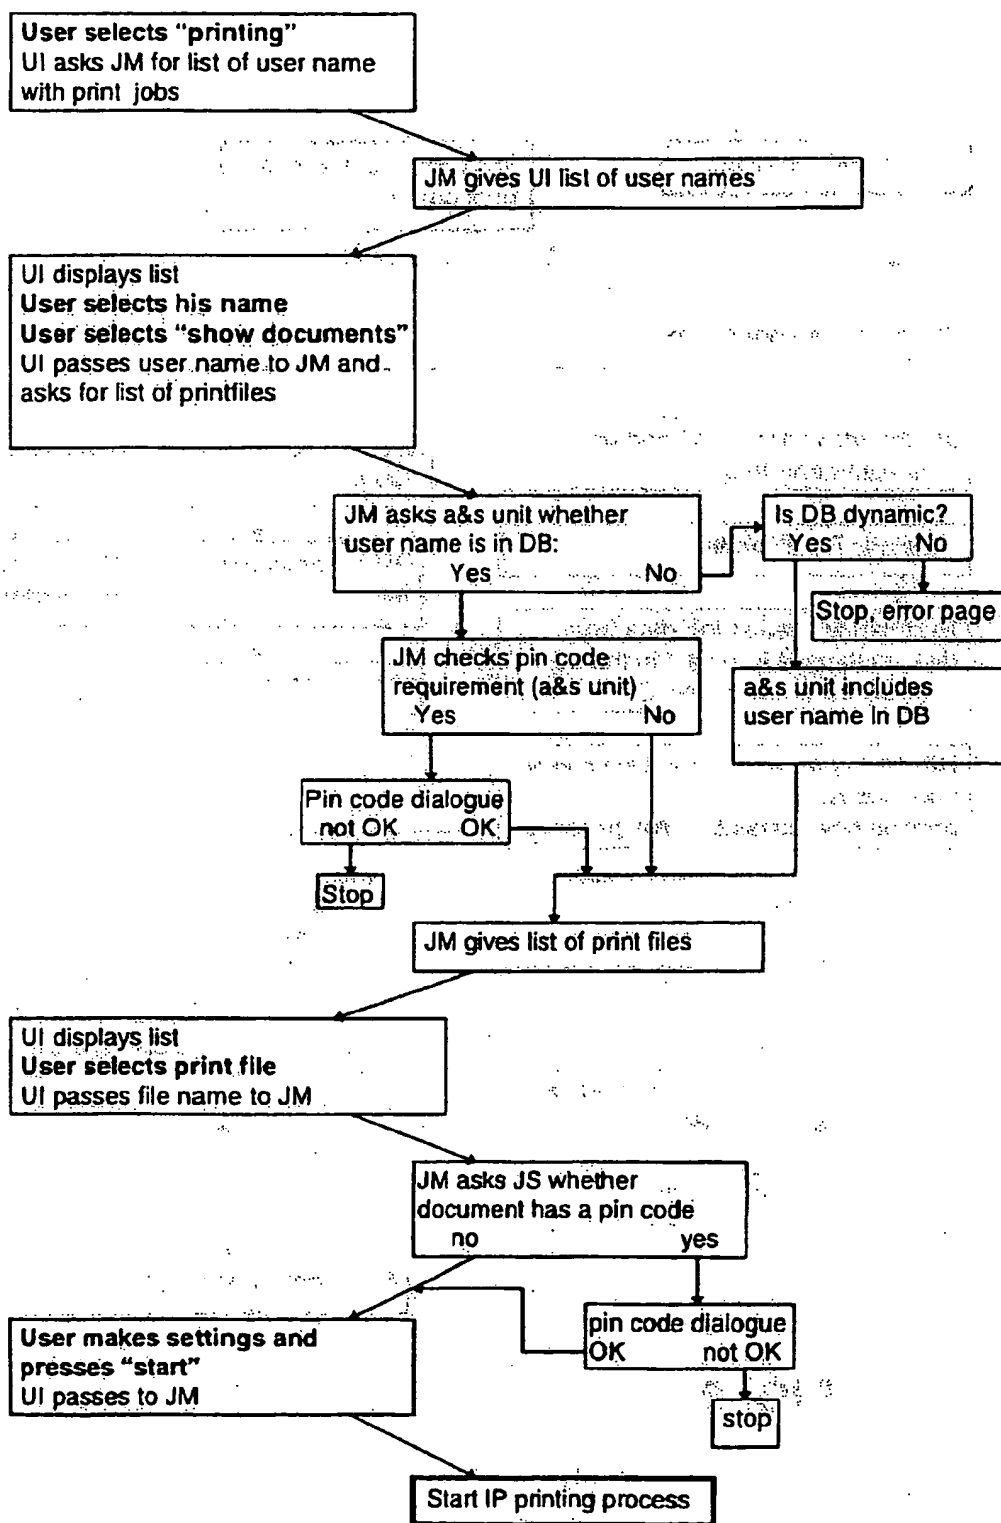 User selects “printing”
UI asks JM for list of user name
with print jobs
JM gives UI list of user names
UI displays list
User selects his name
User selects “show documents”
UI passes user name to JM and
asks for list of printfiles
JM asks a&s unit whether
user name is in DB:
Yes No
Is DB dynamic?
Yes No
Stop, error page
JM checks pin code
requirement (a&s unit)
Yes No
a&s unit includes
user name in DB
Pin code dialogue
not OK OK
Stop
JM gives list of print files
UI displays list
User selects print file
UI passes file name to JM
JM asks JS whether
document has a pin code
no yes
pin code dialogue
OK not OK
stop
User makes settings and
presses “start”
UI passes to JM
Start IP printing process